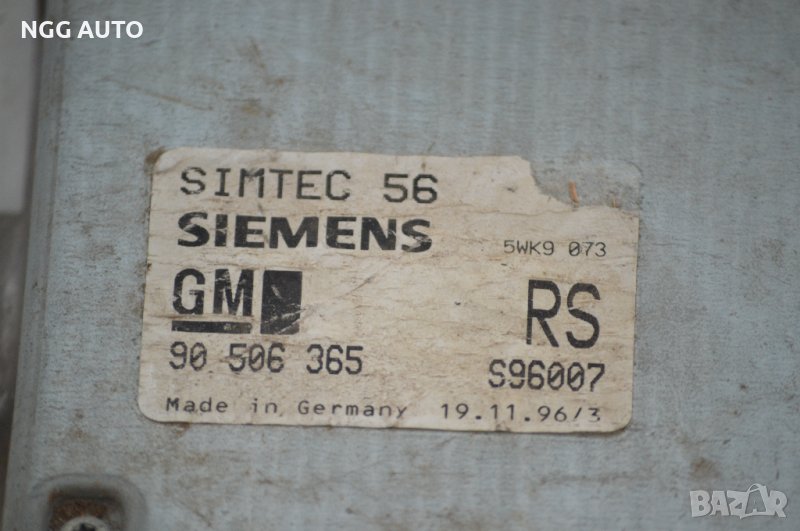 NGG AUTO
SIMTEC 56
SIEMENS
5WK9 073
GM
RS
90 506 365
S96007
Made in Germany 19.11.96/3
BAZAR